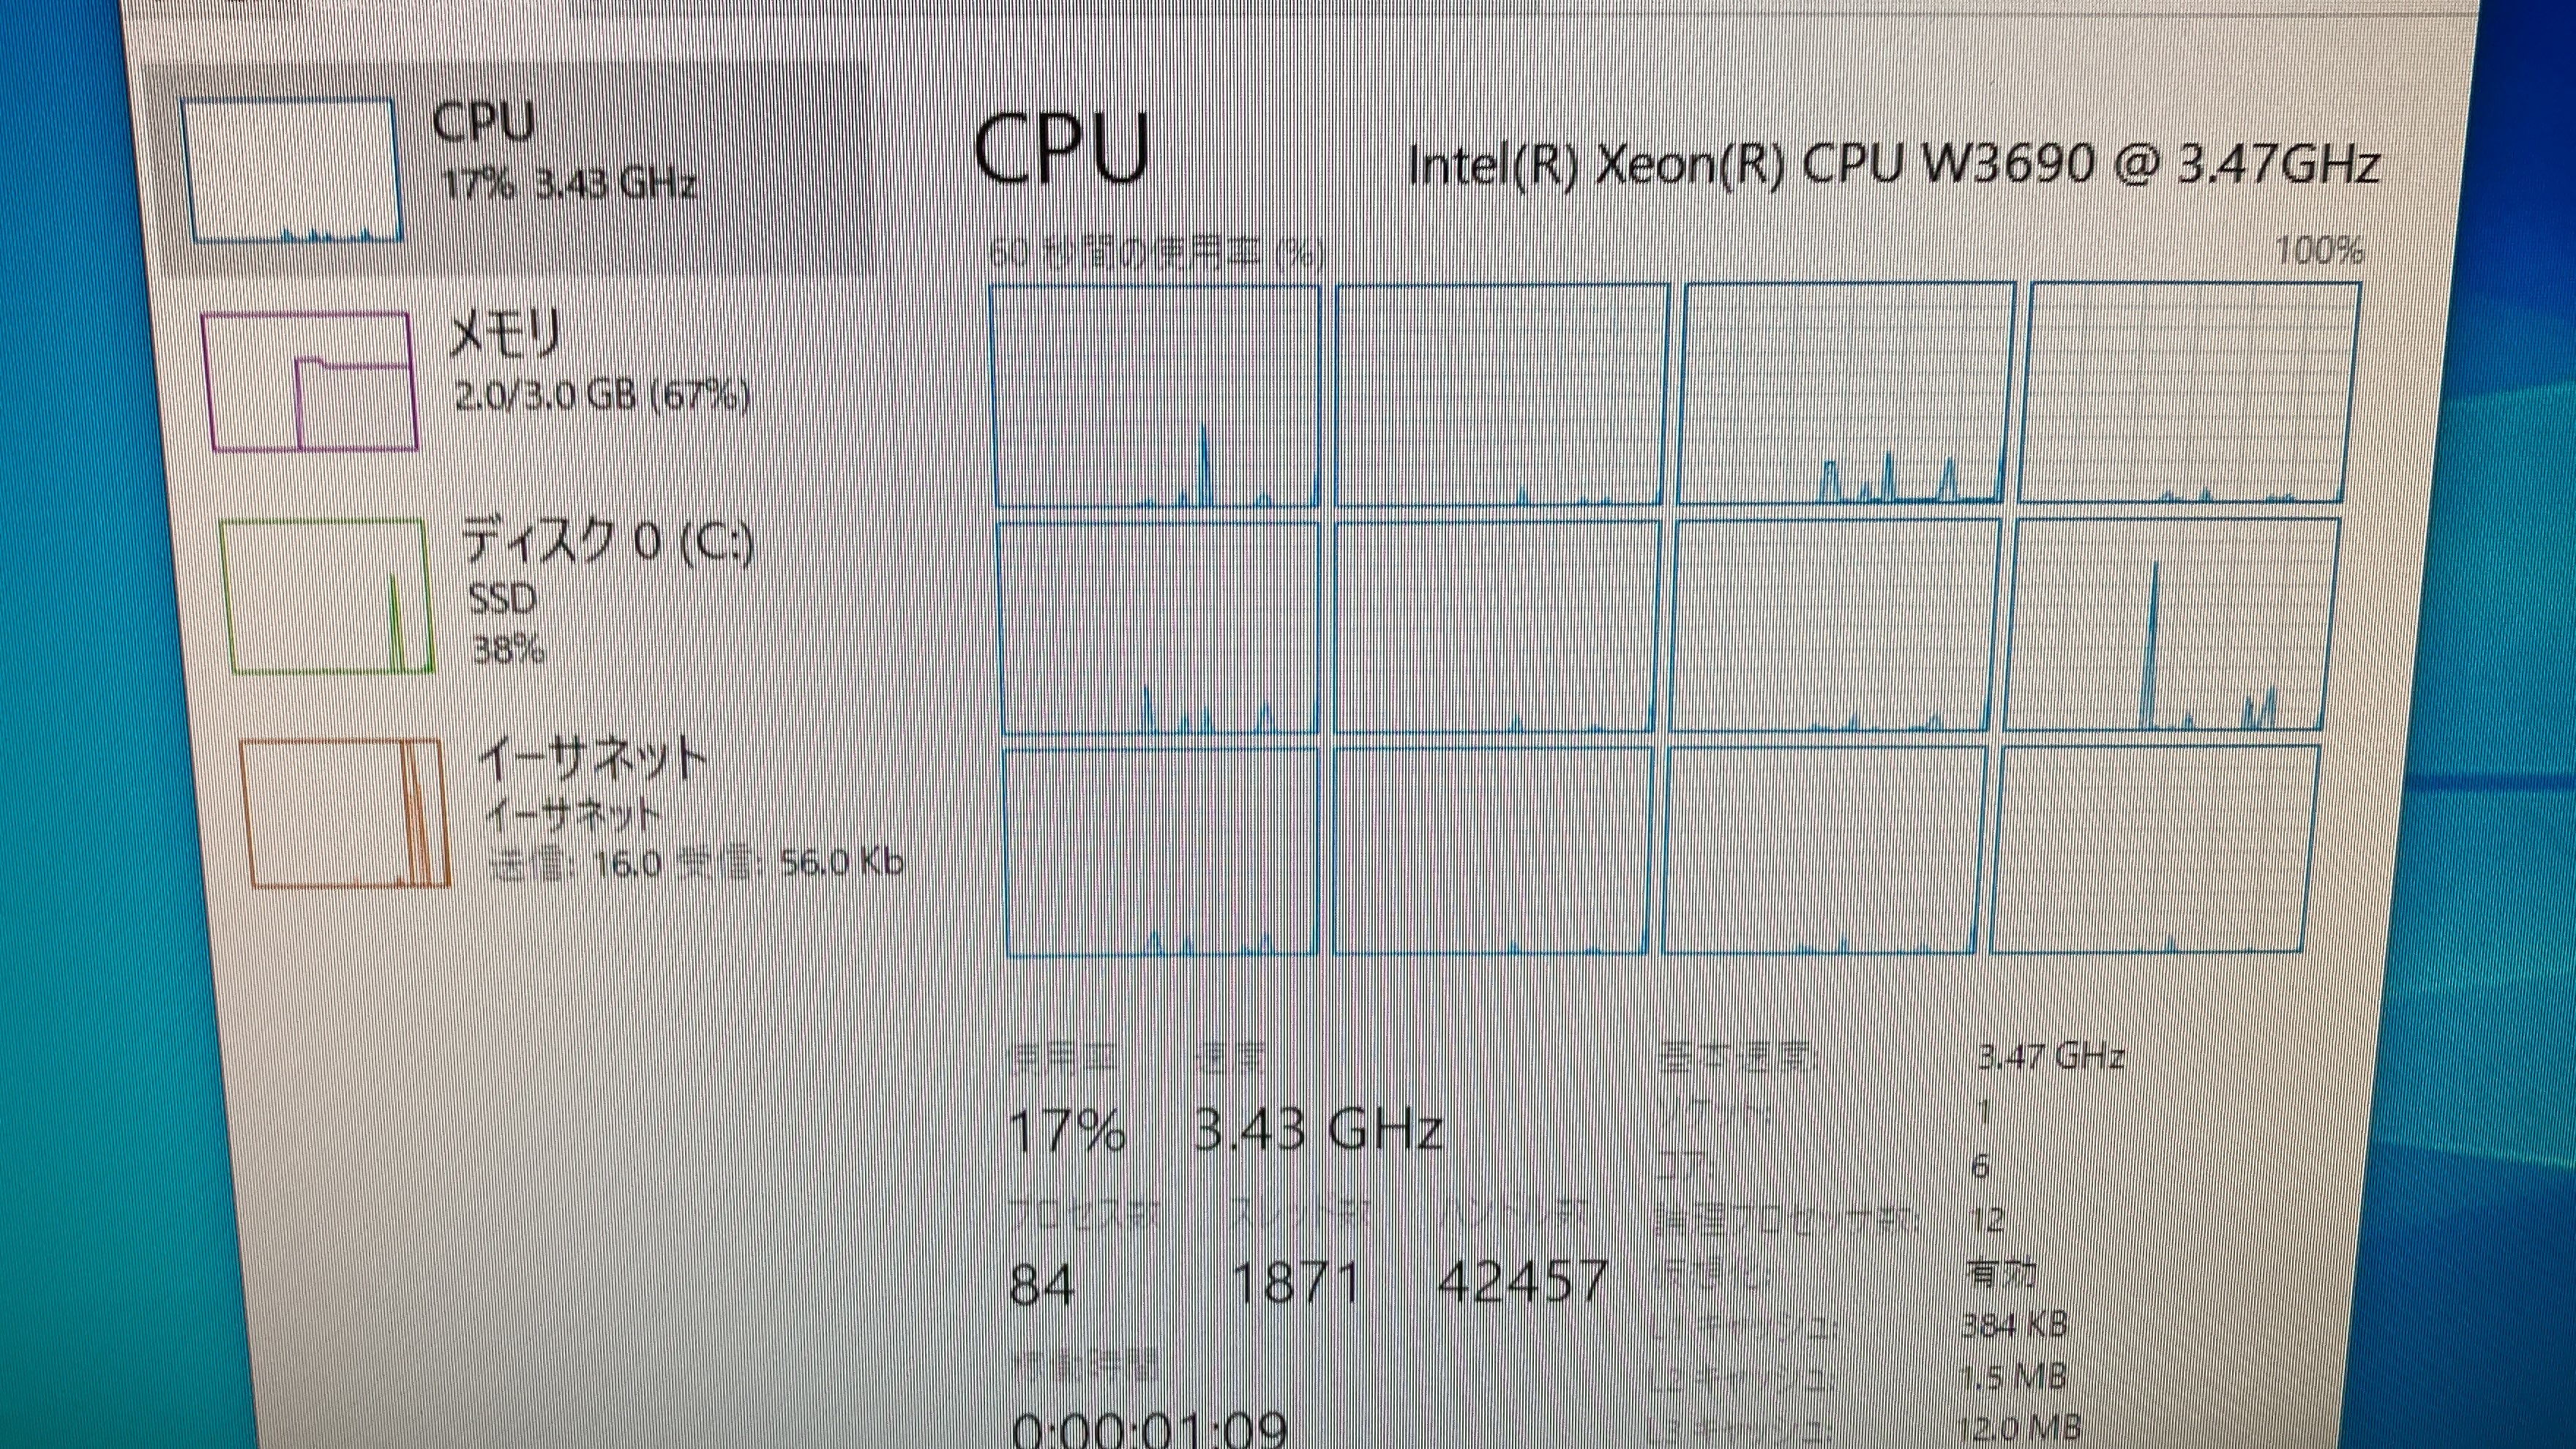 CPU
17% 3.43 GHz
メモリ
2.0/3.0 GB (67%)
ディスク 0 (C:)
SSD
38%
イーサネット
イーサネット
送信: 16.0 受信: 56.0 Kb
CPU
Intel(R) Xeon(R) CPU W3690 @ 3.47GHz
60 秒間の使用率 (%)
100%
使用率 速度
17% 3.43 GHz
プロセス数 スレッド数 ハンドル数
84 1871 42457
稼働時間
0:00:01:09
基本速度: 3.47 GHz
ソケット: 1
コア: 6
論理プロセッサ数: 12
仮想化: 有効
L1 キャッシュ: 384 KB
L2 キャッシュ: 1.5 MB
L3 キャッシュ: 12.0 MB